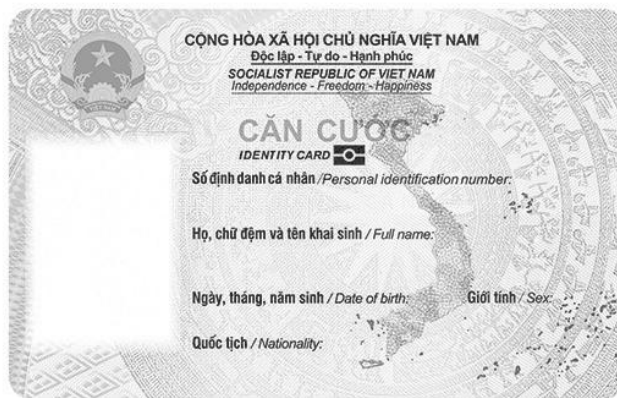 CỘNG HÒA XÃ HỘI CHỦ NGHĨA VIỆT NAM
Độc lập - Tự do - Hạnh phúc
SOCIALIST REPUBLIC OF VIET NAM
Independence - Freedom - Happiness
CĂN CƯỚC
IDENTITY CARD
Số định danh cá nhân / Personal identification number:
Họ, chữ đệm và tên khai sinh / Full name:
Ngày, tháng, năm sinh / Date of birth: Giới tính / Sex:
Quốc tịch / Nationality: